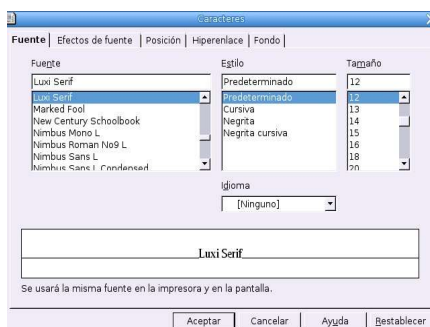 Caracteres
Fuente Efectos de fuente Posición Hiperenlace Fondo
Fuente Estilo Tamaño
Luxi Serif Predeterminado 12
Luxi Serif Predeterminado 12
Marked Fool Cursiva 13
New Century Schoolbook Negrita 14
Nimbus Mono L Negrita cursiva 15
Nimbus Roman No9 L 16
Nimbus Sans L 18
Nimbus Sans L Condensed 20
Idioma
[Ninguno]
Luxi Serif
Se usará la misma fuente en la impresora y en la pantalla.
Aceptar Cancelar Ayuda Restablecer